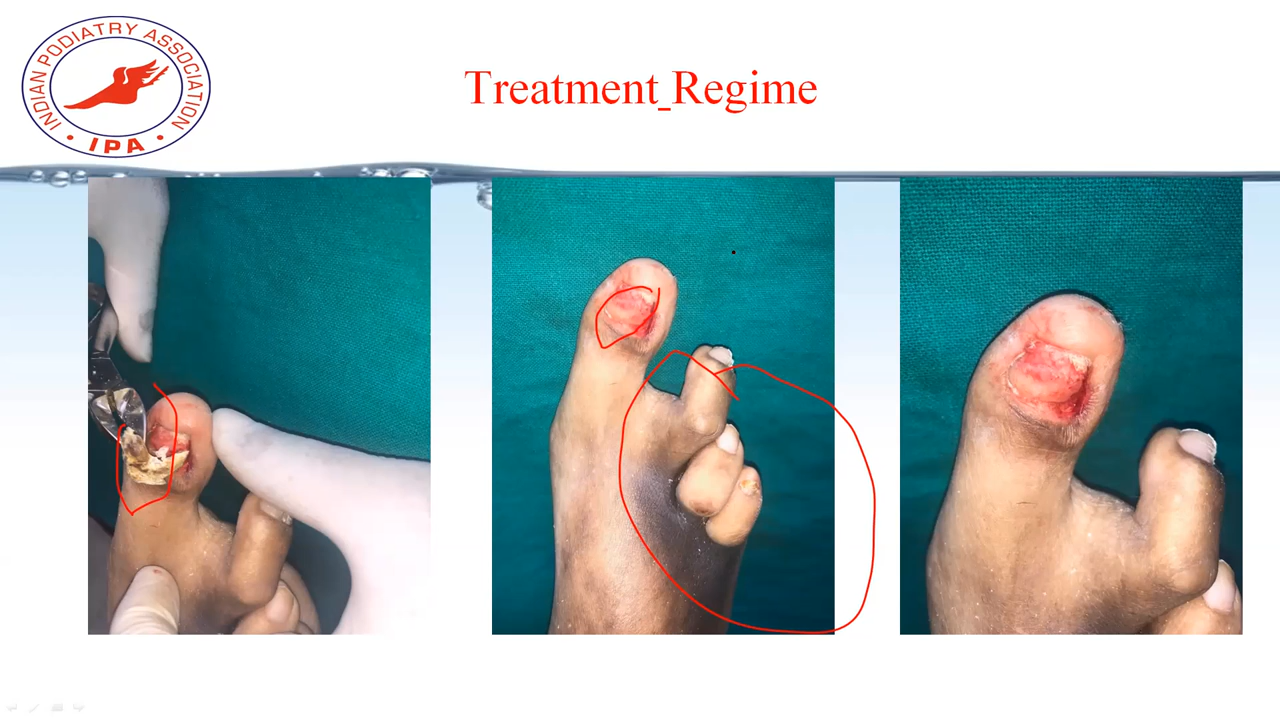 INDIAN PODIATRY ASSOCIATION
• IPA •
Treatment_Regime